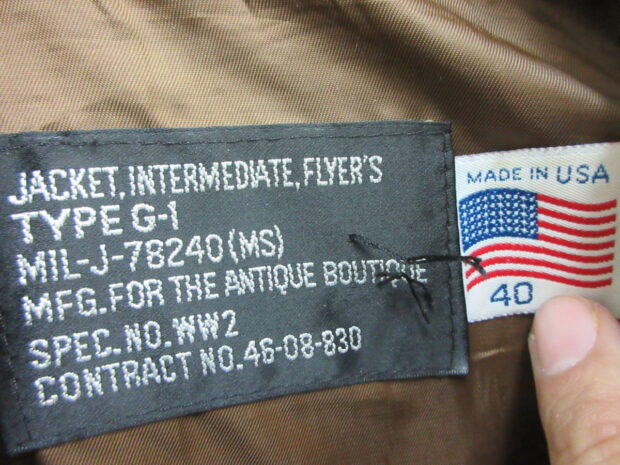 JACKET, INTERMEDIATE, FLYER'S
TYPE G-1
MIL-J-78240(MS)
MFG. FOR THE ANTIQUE BOUTIQUE
SPEC. NO. WW2
CONTRACT NO. 46-08-830
MADE IN USA
40